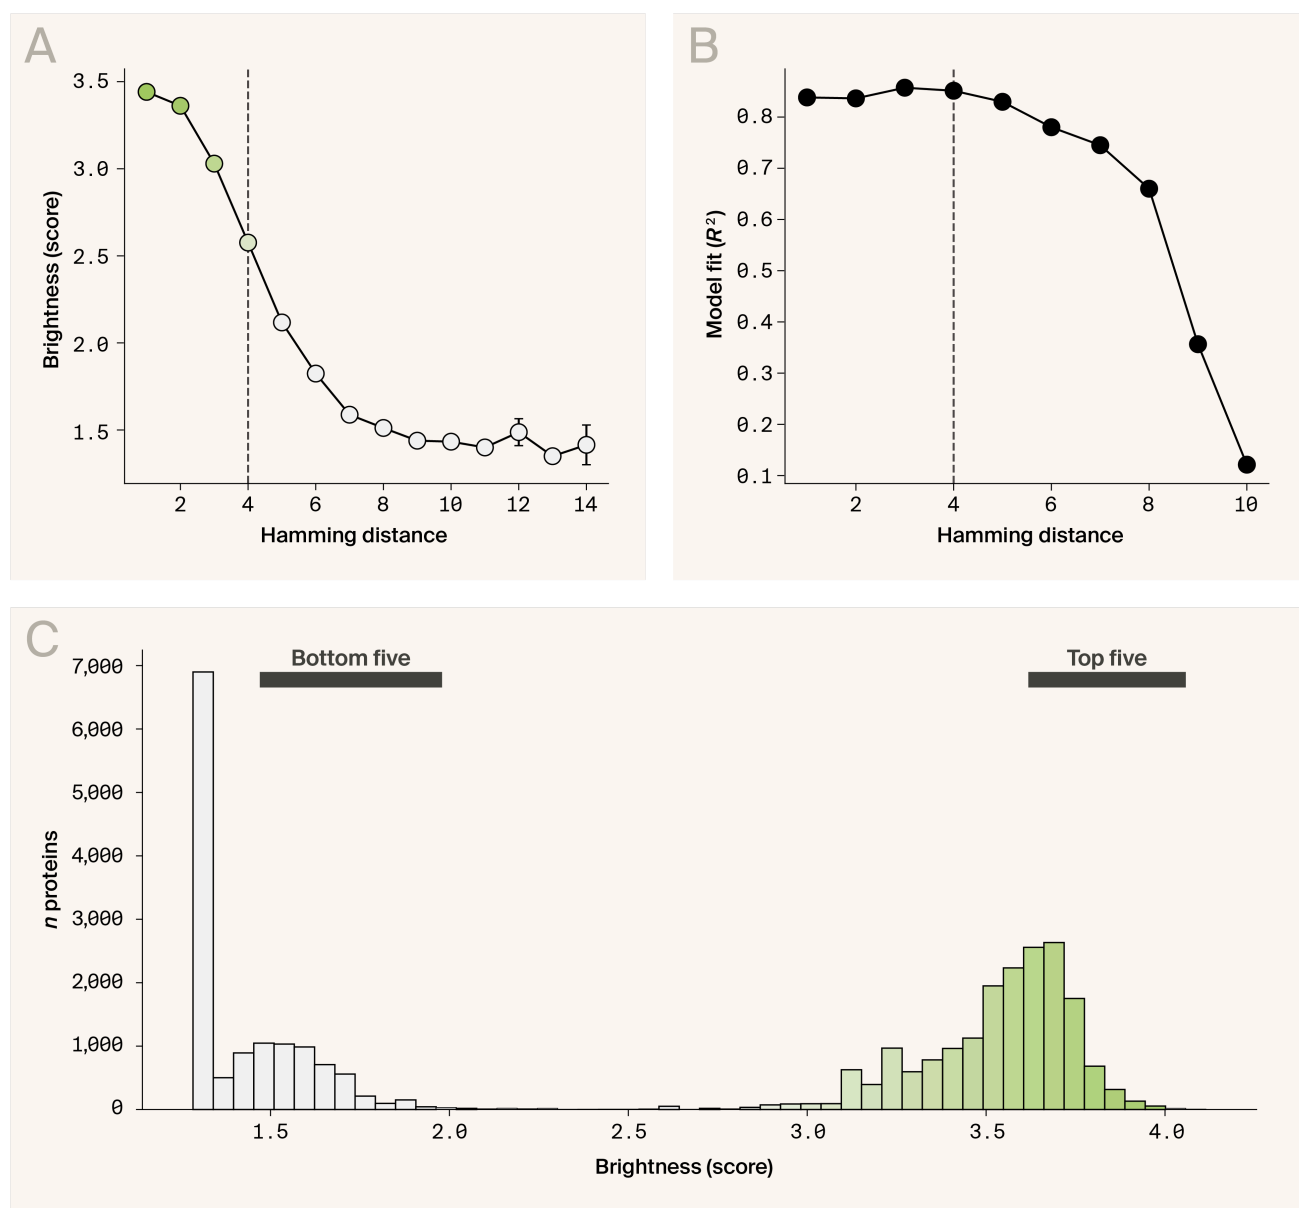 A
3.5
3.0
2.5
2.0
1.5
Brightness (score)
2 4 6 8 10 12 14
Hamming distance
B
0.8
0.7
0.6
0.5
0.4
0.3
0.2
0.1
Model fit (R²)
2 4 6 8 10
Hamming distance
C
Bottom five
Top five
7,000
6,000
5,000
4,000
3,000
2,000
1,000
0
n proteins
1.5 2.0 2.5 3.0 3.5 4.0
Brightness (score)